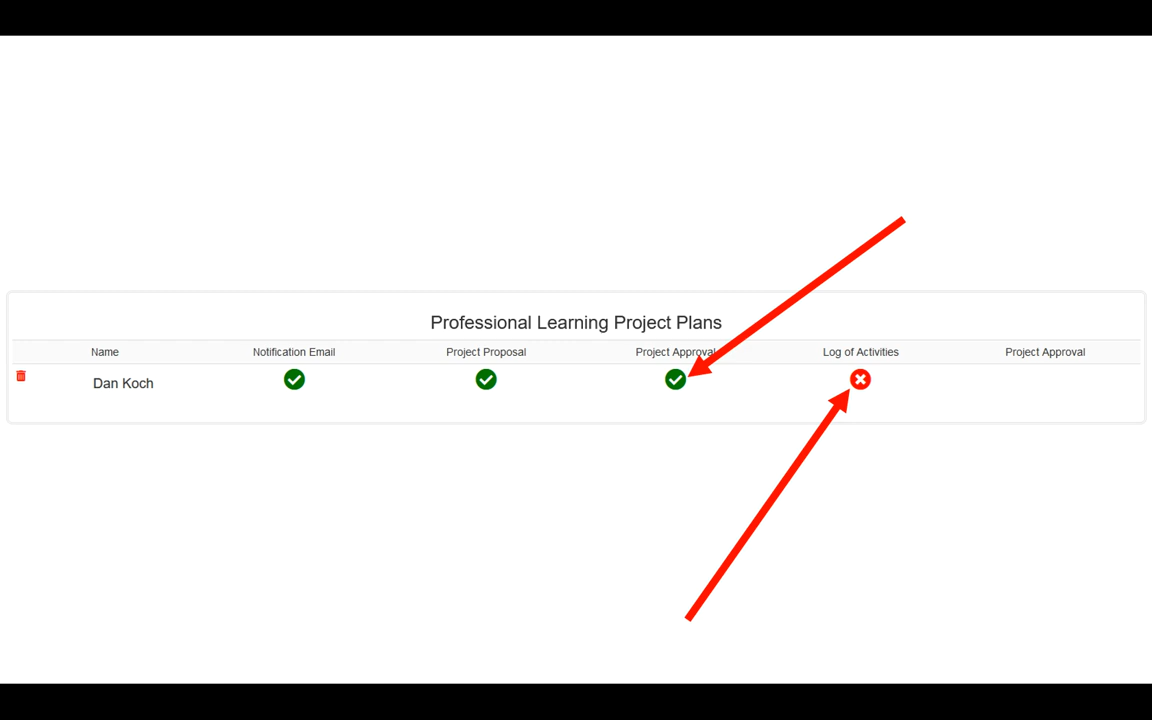 Professional Learning Project Plans
Name Notification Email Project Proposal Project Approval Log of Activities Project Approval
Dan Koch